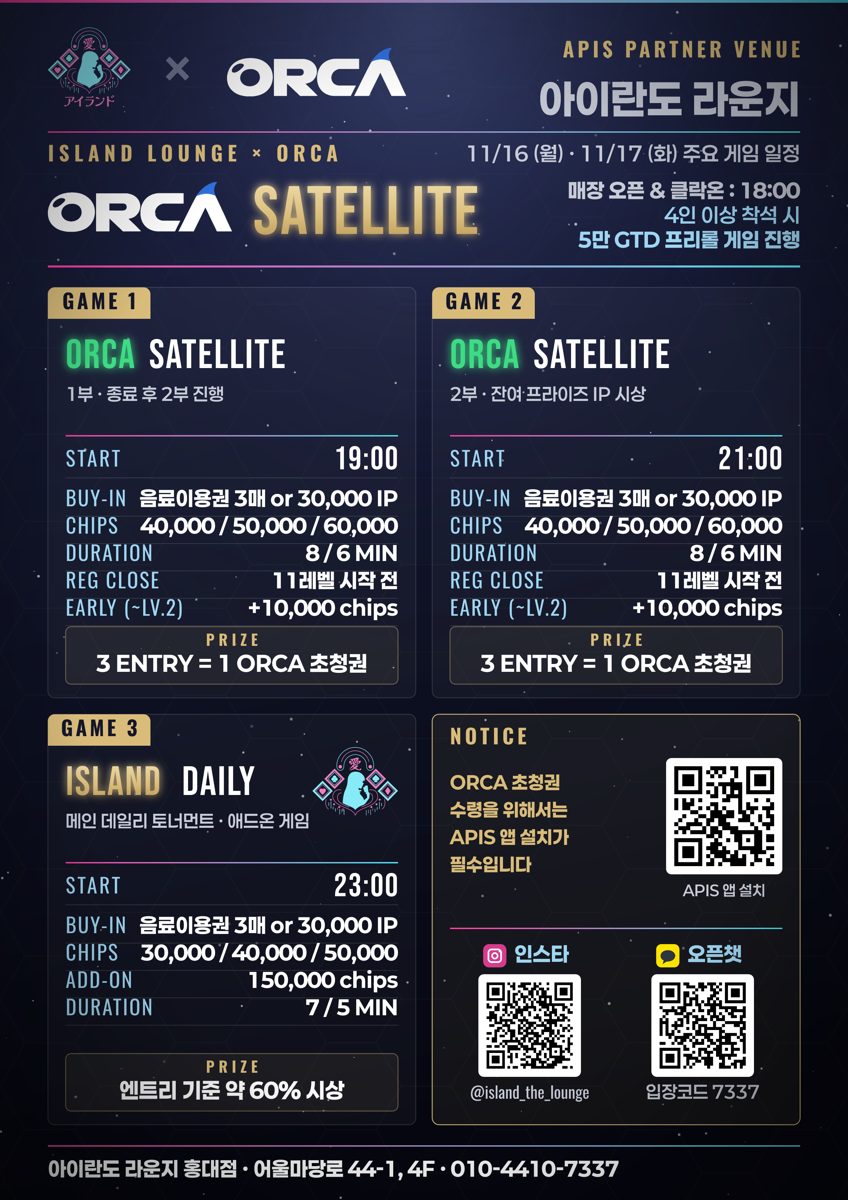 愛
アイランド
×
ORCA
APIS PARTNER VENUE
아이란도 라운지
ISLAND LOUNGE × ORCA
11/16 (월) · 11/17 (화) 주요 게임 일정
ORCA SATELLITE
매장 오픈 & 클락온 : 18:00
4인 이상 착석 시
5만 GTD 프리롤 게임 진행
GAME 1
ORCA SATELLITE
1부 · 종료 후 2부 진행
START 19:00
BUY-IN 음료이용권 3매 or 30,000 IP
CHIPS 40,000 / 50,000 / 60,000
DURATION 8 / 6 MIN
REG CLOSE 11레벨 시작 전
EARLY (~LV.2) +10,000 chips
PRIZE
3 ENTRY = 1 ORCA 초청권
GAME 2
ORCA SATELLITE
2부 · 잔여 프라이즈 IP 시상
START 21:00
BUY-IN 음료이용권 3매 or 30,000 IP
CHIPS 40,000 / 50,000 / 60,000
DURATION 8 / 6 MIN
REG CLOSE 11레벨 시작 전
EARLY (~LV.2) +10,000 chips
PRIZE
3 ENTRY = 1 ORCA 초청권
GAME 3
ISLAND DAILY
愛
메인 데일리 토너먼트 · 애드온 게임
START 23:00
BUY-IN 음료이용권 3매 or 30,000 IP
CHIPS 30,000 / 40,000 / 50,000
ADD-ON 150,000 chips
DURATION 7 / 5 MIN
PRIZE
엔트리 기준 약 60% 시상
NOTICE
ORCA 초청권
수령을 위해서는
APIS 앱 설치가
필수입니다
APIS 앱 설치
인스타
@island_the_lounge
오픈챗
입장코드 7337
아이란도 라운지 홍대점 · 어울마당로 44-1, 4F · 010-4410-7337